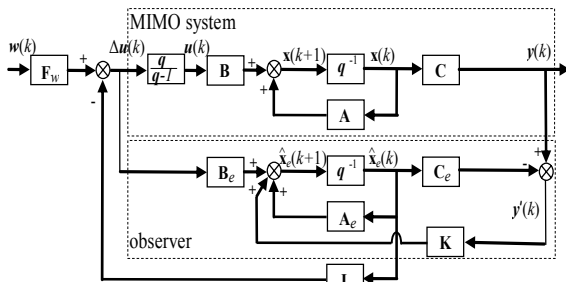 MIMO system
w(k)
F_w
+
-
Δu(k)
q
q-1
u(k)
B
+
+
x(k+1)
q⁻¹
x(k)
C
y(k)
A
B_e
+
+
+
x̂_e(k+1)
q⁻¹
x̂_e(k)
C_e
+
-
y'(k)
A_e
K
observer